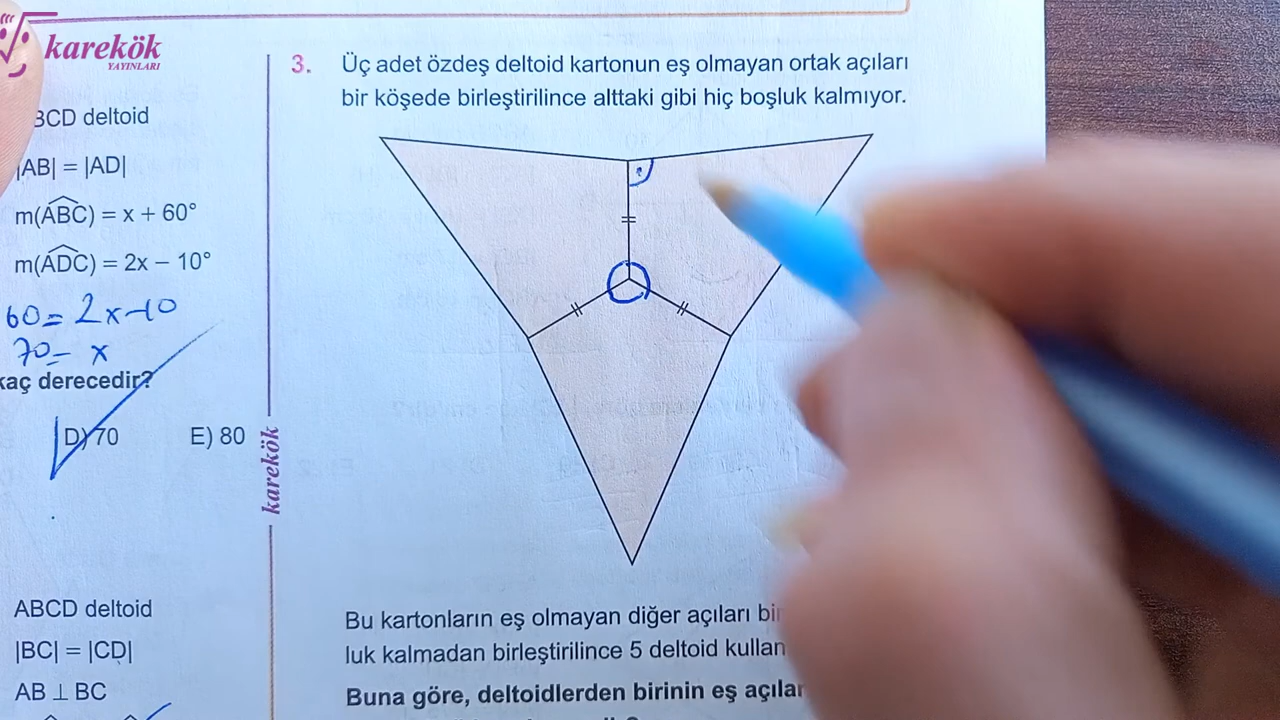 karekök
YAYINLARI
BCD deltoid
|AB| = |AD|
m(ABC) = x + 60°
m(ADC) = 2x − 10°
60 = 2x−10
70 = x
kaç derecedir?
D) 70 E) 80
ABCD deltoid
|BC| = |CD|
AB ⊥ BC
karekök
3. Üç adet özdeş deltoid kartonun eş olmayan ortak açıları
bir köşede birleştirilince alttaki gibi hiç boşluk kalmıyor.
Bu kartonların eş olmayan diğer açıları
luk kalmadan birleştirilince 5 deltoid
Buna göre, deltoidlerden birinin eş